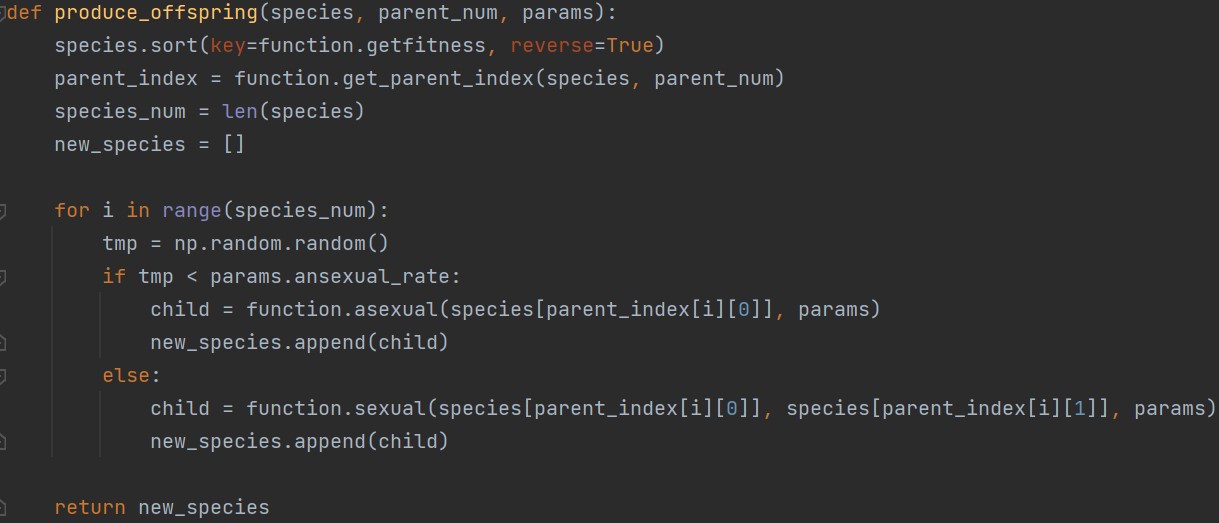 def produce_offspring(species, parent_num, params):
    species.sort(key=function.getfitness, reverse=True)
    parent_index = function.get_parent_index(species, parent_num)
    species_num = len(species)
    new_species = []

    for i in range(species_num):
        tmp = np.random.random()
        if tmp < params.ansexual_rate:
            child = function.asexual(species[parent_index[i][0]], params)
            new_species.append(child)
        else:
            child = function.sexual(species[parent_index[i][0]], species[parent_index[i][1]], params)
            new_species.append(child)

    return new_species